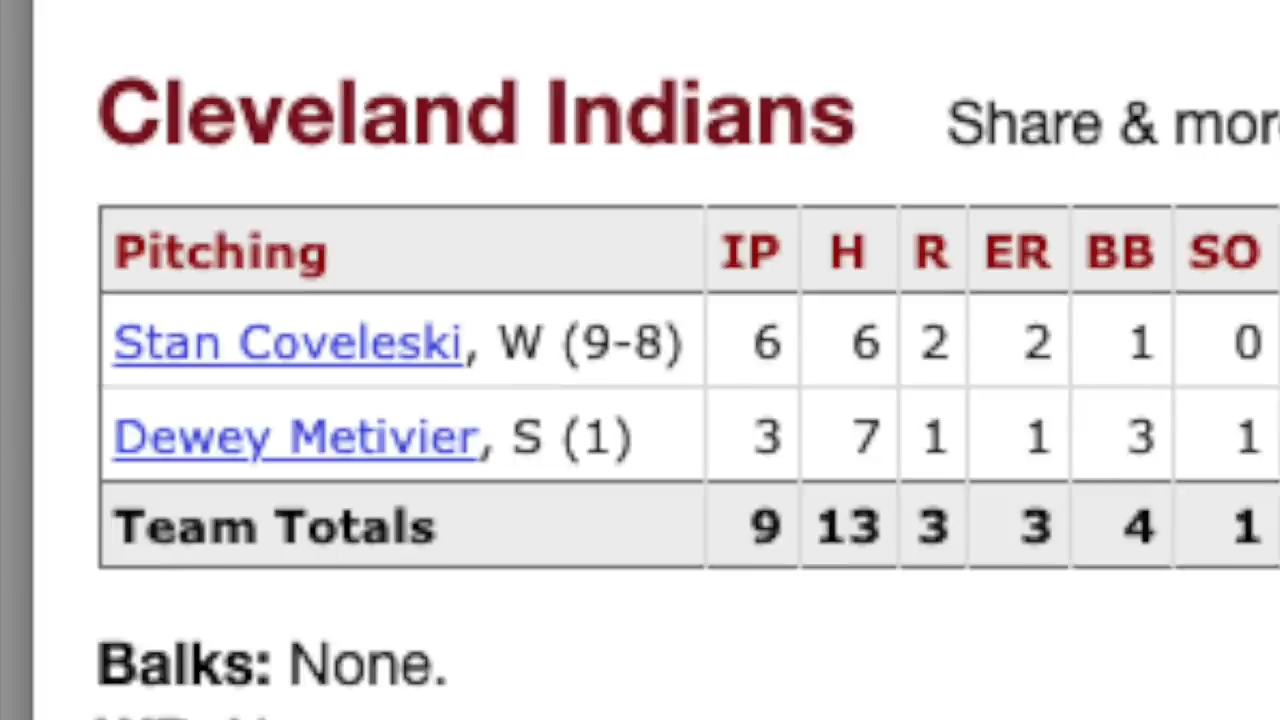 Cleveland Indians Share & mor
Pitching IP H R ER BB SO
Stan Coveleski, W (9-8) 6 6 2 2 1 0
Dewey Metivier, S (1) 3 7 1 1 3 1
Team Totals 9 13 3 3 4 1
Balks: None.